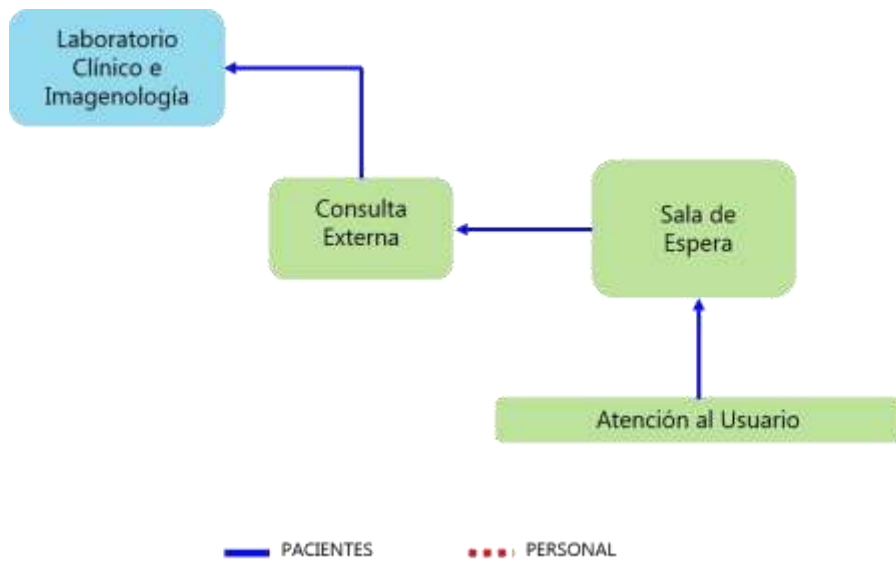 Laboratorio
Clínico e
Imagenología
Consulta
Externa
Sala de
Espera
Atención al Usuario
PACIENTES
PERSONAL